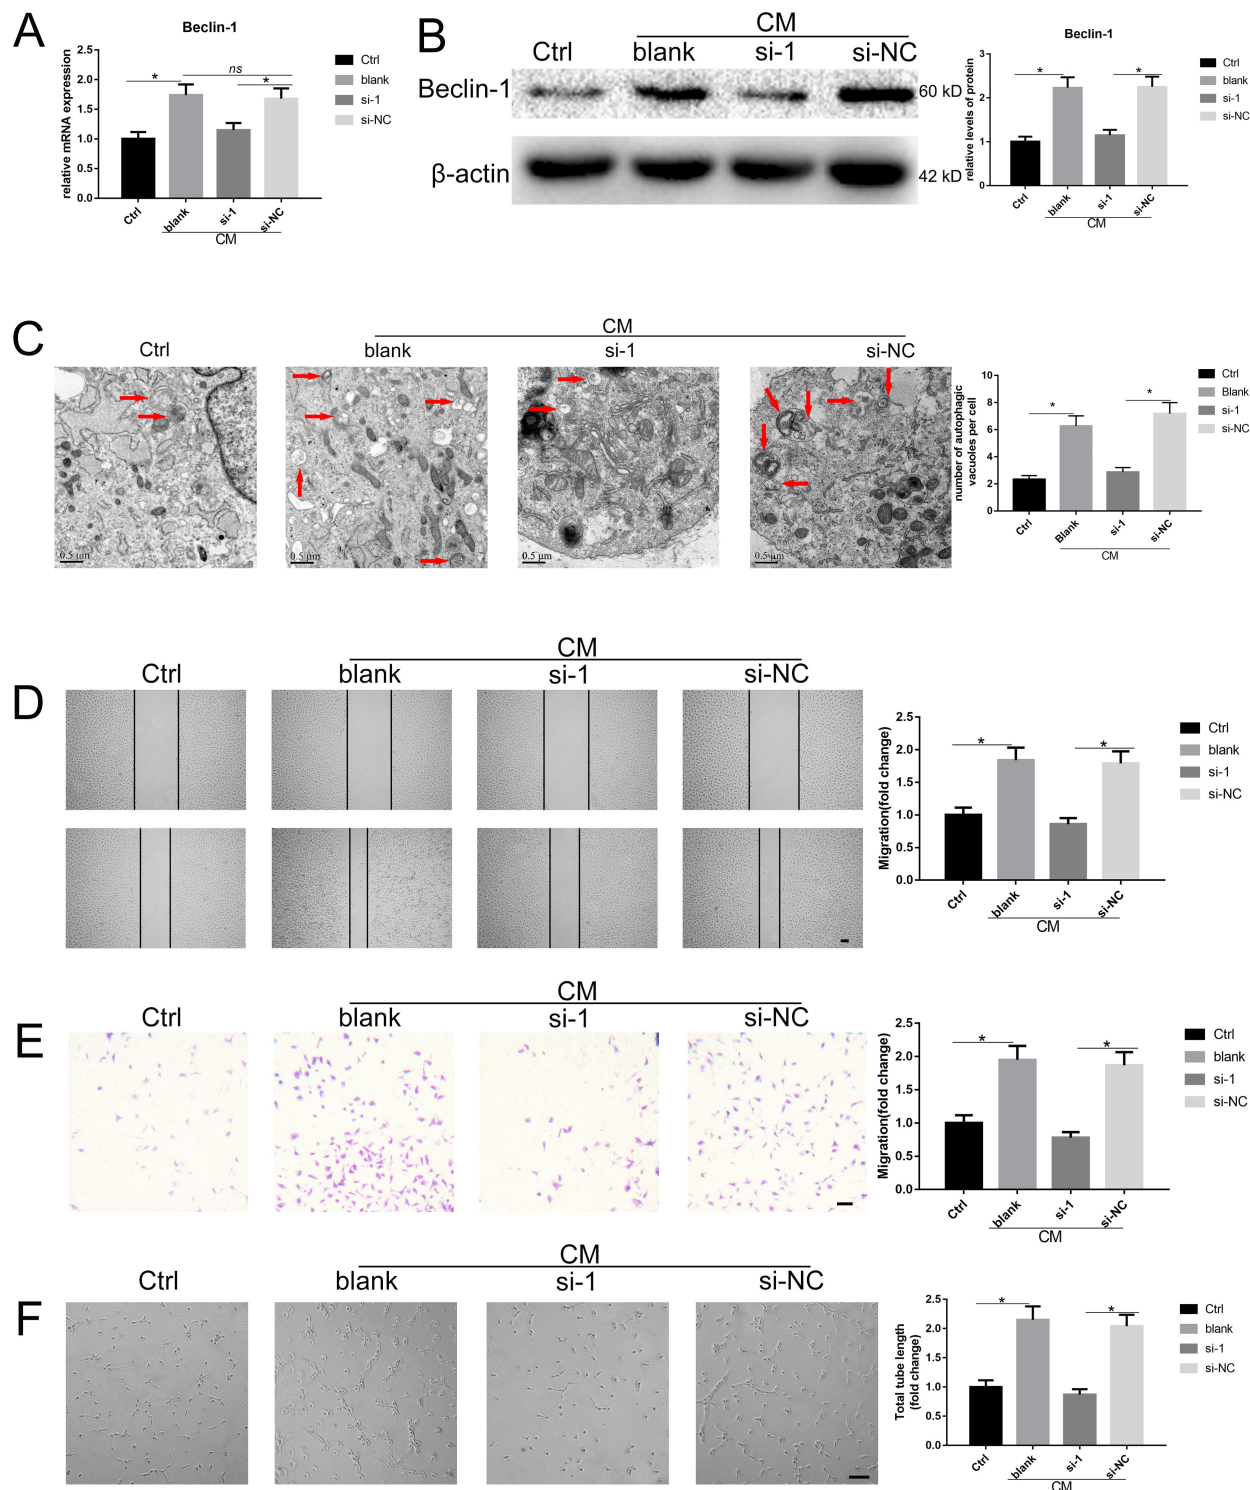 A
Beclin-1
relative mRNA expression
2.5
2.0
1.5
1.0
0.5
0.0
*
ns
*
Ctrl
blank
si-1
si-NC
CM
Ctrl
blank
si-1
si-NC
B
CM
Ctrl
blank
si-1
si-NC
Beclin-1
60 kD
β-actin
42 kD
Beclin-1
relative levels of protein
3
2
1
0
*
*
Ctrl
blank
si-1
si-NC
CM
Ctrl
blank
si-1
si-NC
C
CM
Ctrl
blank
si-1
si-NC
0.5 μm
0.5 μm
0.5 μm
0.5 μm
number of autophagic
vacuoles per cell
10
8
6
4
2
0
*
*
Ctrl
Blank
si-1
si-NC
CM
Ctrl
Blank
si-1
si-NC
D
CM
Ctrl
blank
si-1
si-NC
Migration(fold change)
2.5
2.0
1.5
1.0
0.5
0.0
*
*
Ctrl
blank
si-1
si-NC
CM
Ctrl
blank
si-1
si-NC
E
CM
Ctrl
blank
si-1
si-NC
Migration(fold change)
2.5
2.0
1.5
1.0
0.5
0.0
*
*
Ctrl
blank
si-1
si-NC
CM
Ctrl
blank
si-1
si-NC
F
CM
Ctrl
blank
si-1
si-NC
Total tube length
(fold change)
2.5
2.0
1.5
1.0
0.5
0.0
*
*
Ctrl
blank
si-1
si-NC
CM
Ctrl
blank
si-1
si-NC